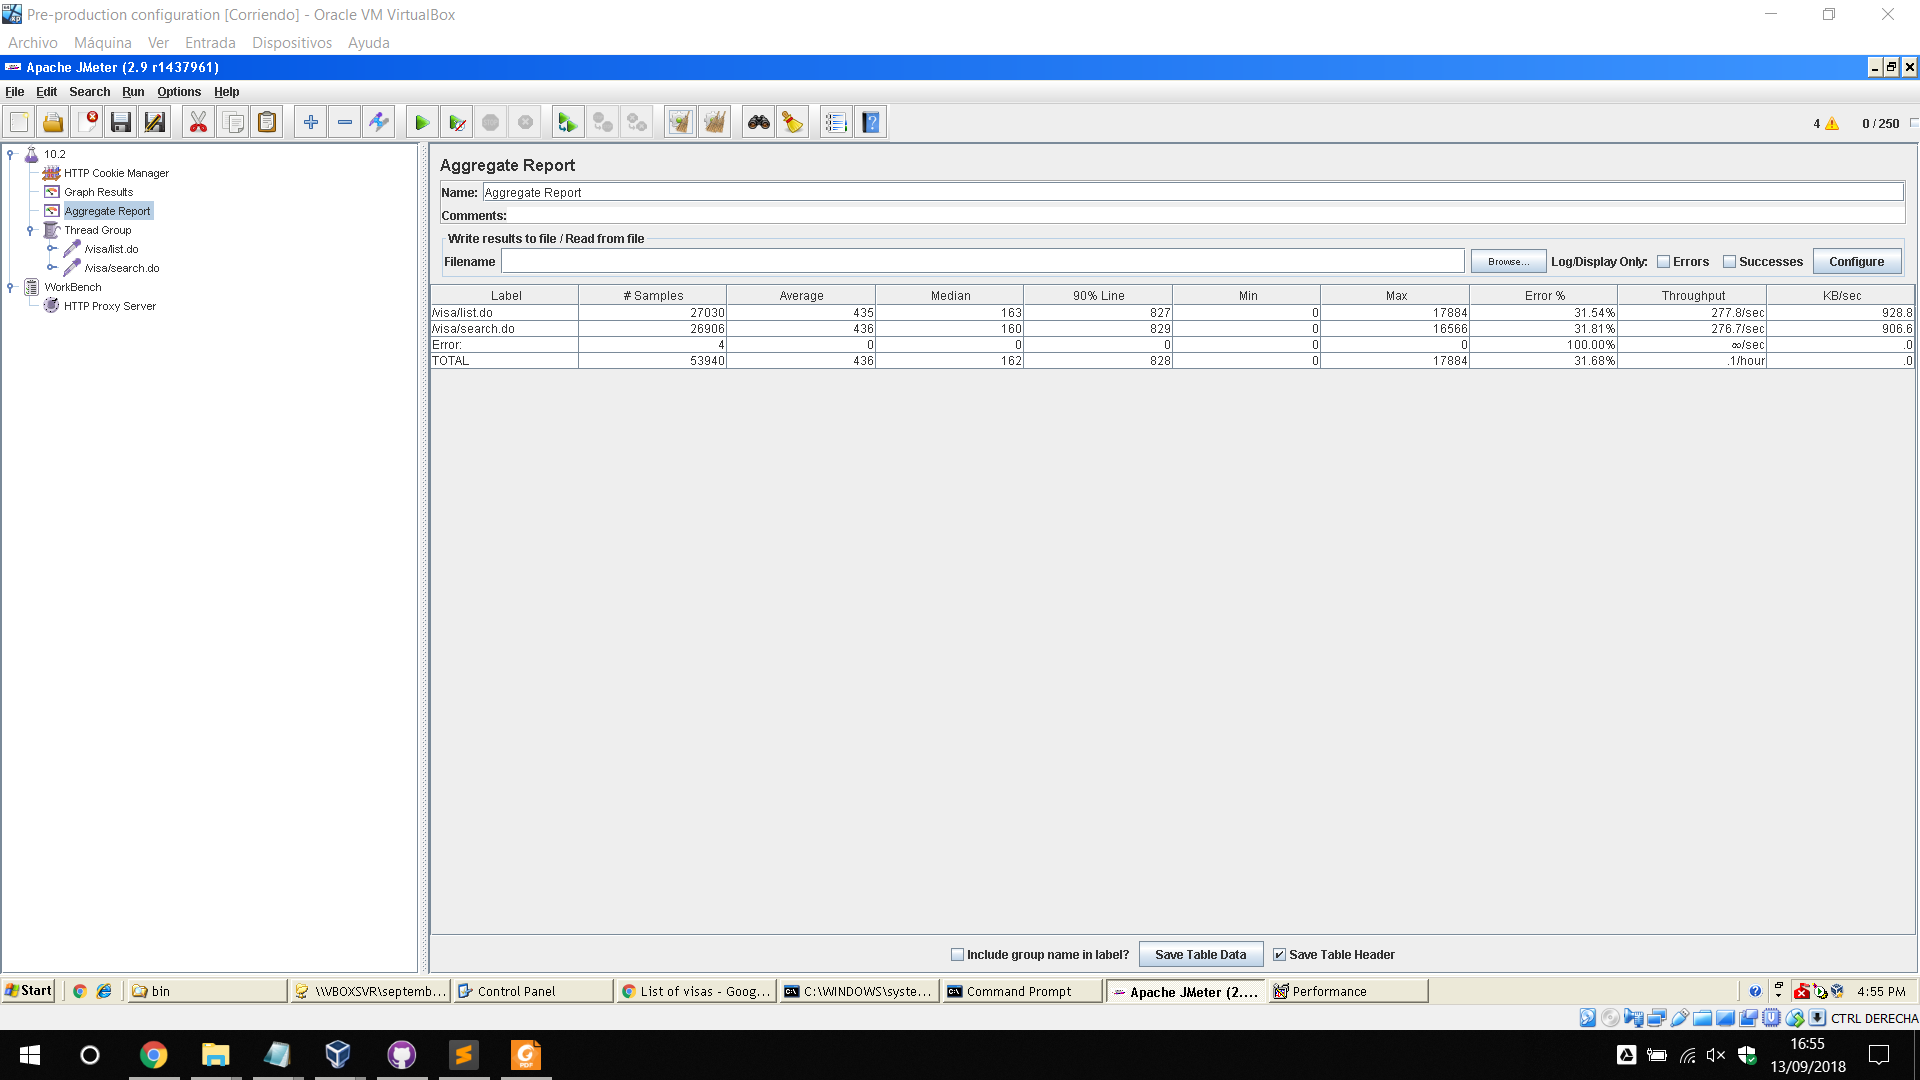 Pre-production configuration [Corriendo] - Oracle VM VirtualBox
Archivo Máquina Ver Entrada Dispositivos Ayuda
Apache JMeter (2.9 r1437961)
File Edit Search Run Options Help
4 0 / 250
10.2
HTTP Cookie Manager
Graph Results
Aggregate Report
Thread Group
/visa/list.do
/visa/search.do
WorkBench
HTTP Proxy Server
Aggregate Report
Name: Aggregate Report
Comments:
Write results to file / Read from file
Filename Browse... Log/Display Only: Errors Successes Configure
Label # Samples Average Median 90% Line Min Max Error % Throughput KB/sec
/visa/list.do 27030 435 163 827 0 17884 31.54% 277.8/sec 928.8
/visa/search.do 26906 436 160 829 0 16566 31.81% 276.7/sec 906.6
Error: 4 0 0 0 0 0 100.00% ∞/sec .0
TOTAL 53940 436 162 828 0 17884 31.68% .1/hour .0
Include group name in label? Save Table Data Save Table Header
Start bin \\VBOXSVR\septemb... Control Panel List of visas - Goog... C:\WINDOWS\syste... Command Prompt Apache JMeter (2.... Performance 4:55 PM
CTRL DERECHA
16:55
13/09/2018